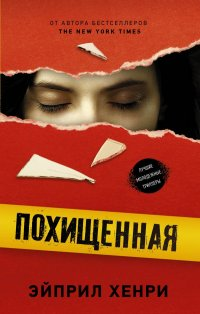 ОТ АВТОРА БЕСТСЕЛЛЕРОВ
THE NEW YORK TIMES
ЛУЧШИЕ
МОЛОДЕЖНЫЕ
ТРИЛЛЕРЫ
ПОХИЩЕННАЯ
ЭЙПРИЛ ХЕНРИ